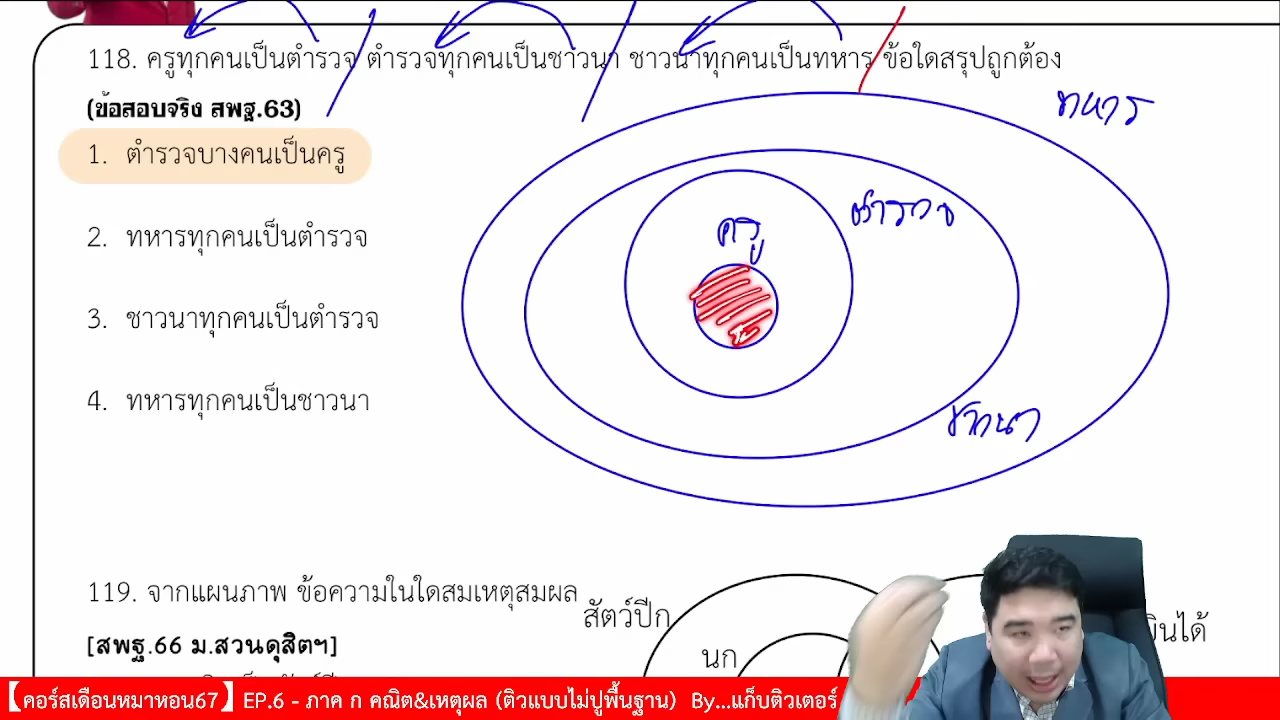 118. ครูทุกคนเป็นตำรวจ ตำรวจทุกคนเป็นชาวนา ชาวนาทุกคนเป็นทหาร ข้อใดสรุปถูกต้อง
(ข้อสอบจริง สพฐ.63)
ทหาร
1. ตำรวจบางคนเป็นครู
ตำรวจ
ครู
2. ทหารทุกคนเป็นตำรวจ
3. ชาวนาทุกคนเป็นตำรวจ
4. ทหารทุกคนเป็นชาวนา
ชาวนา
119. จากแผนภาพ ข้อความในใดสมเหตุสมผล
สัตว์ปีก
บินได้
[สพฐ.66 ม.สวนดุสิตฯ]
นก
【คอร์สเดือนหมาหอน67】EP.6 - ภาค ก คณิต&เหตุผล (ติวแบบไม่ปูพื้นฐาน) By...แก็บติวเตอร์